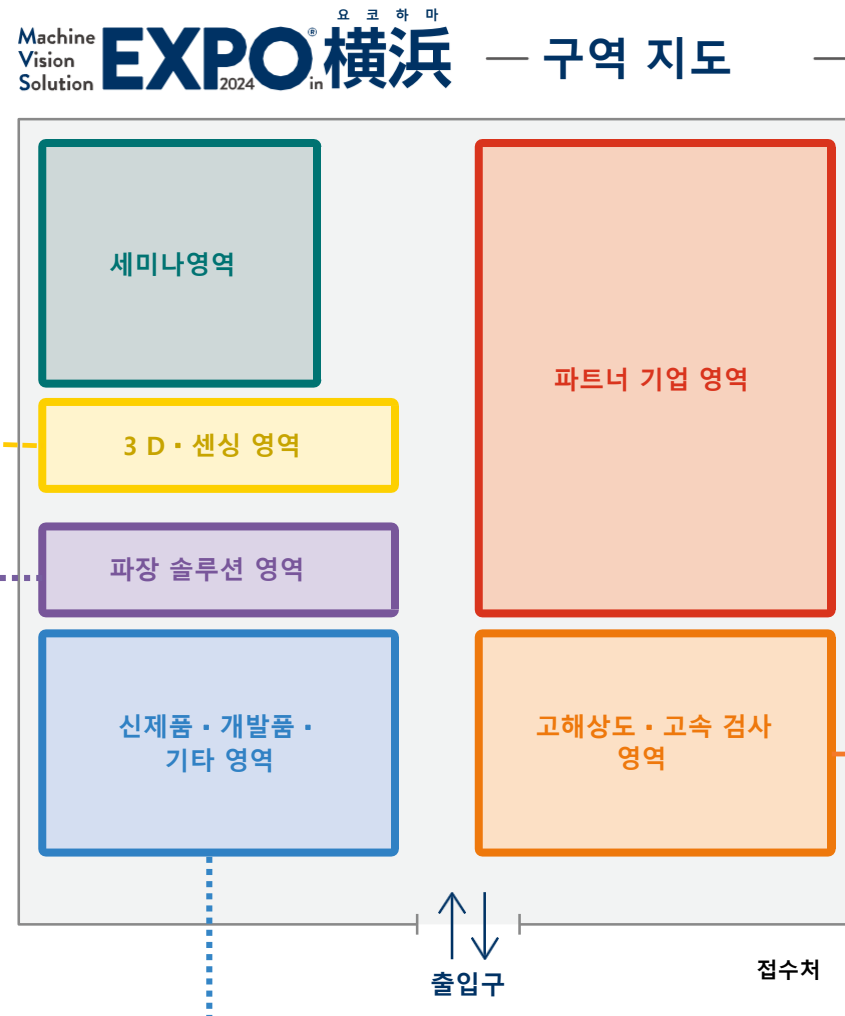 요 코 하 마
Machine
Vision
Solution
EXPO® 2024 in 横浜
구역 지도
세미나영역
파트너 기업 영역
3 D・센싱 영역
파장 솔루션 영역
신제품・개발품・
기타 영역
고해상도・고속 검사
영역
출입구
접수처